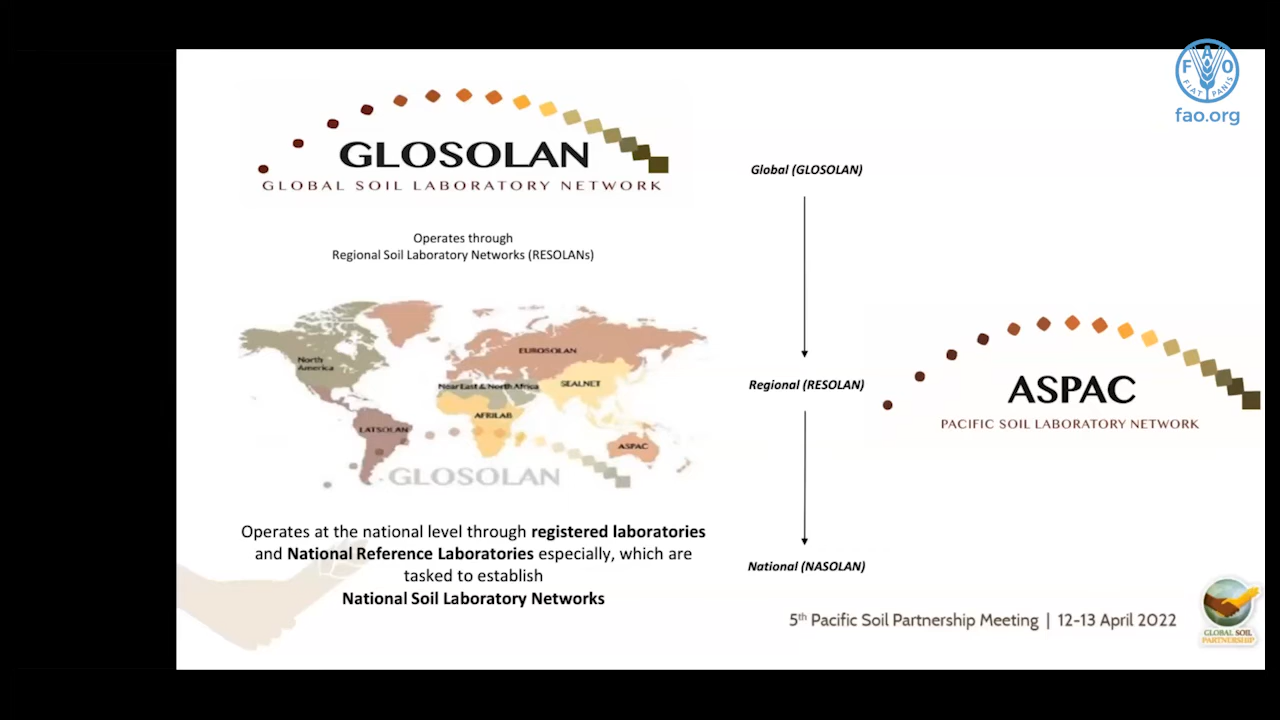 FAO
FIAT PANIS
fao.org
GLOSOLAN
GLOBAL SOIL LABORATORY NETWORK
Operates through
Regional Soil Laboratory Networks (RESOLANs)
North
America
EUROSOLAN
Near East & North Africa
SEALNET
AFRILAB
LATSOLAN
ASPAC
GLOSOLAN
Operates at the national level through registered laboratories
and National Reference Laboratories especially, which are
tasked to establish
National Soil Laboratory Networks
Global (GLOSOLAN)
Regional (RESOLAN)
National (NASOLAN)
ASPAC
PACIFIC SOIL LABORATORY NETWORK
5th Pacific Soil Partnership Meeting | 12-13 April 2022
GLOBAL SOIL
PARTNERSHIP